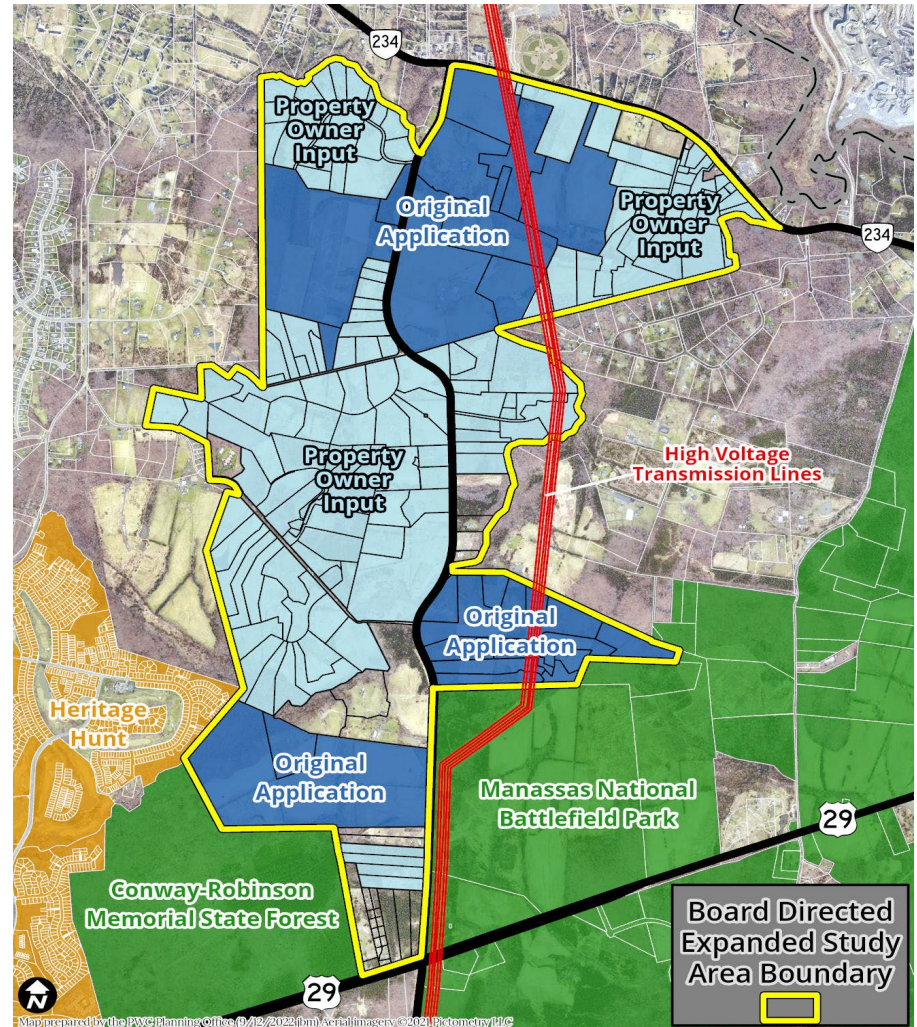 234
Property
Owner
Input
Original
Application
Property
Owner
Input
234
Property
Owner
Input
High Voltage
Transmission Lines
Original
Application
Heritage
Hunt
Original
Application
Manassas National
Battlefield Park
29
Conway-Robinson
Memorial State Forest
Board Directed
Expanded Study
Area Boundary
29
N
Map prepared by the PWC Planning Office (9/12/2022 jbm) Aerial imagery ©2021 Pictometry LLC